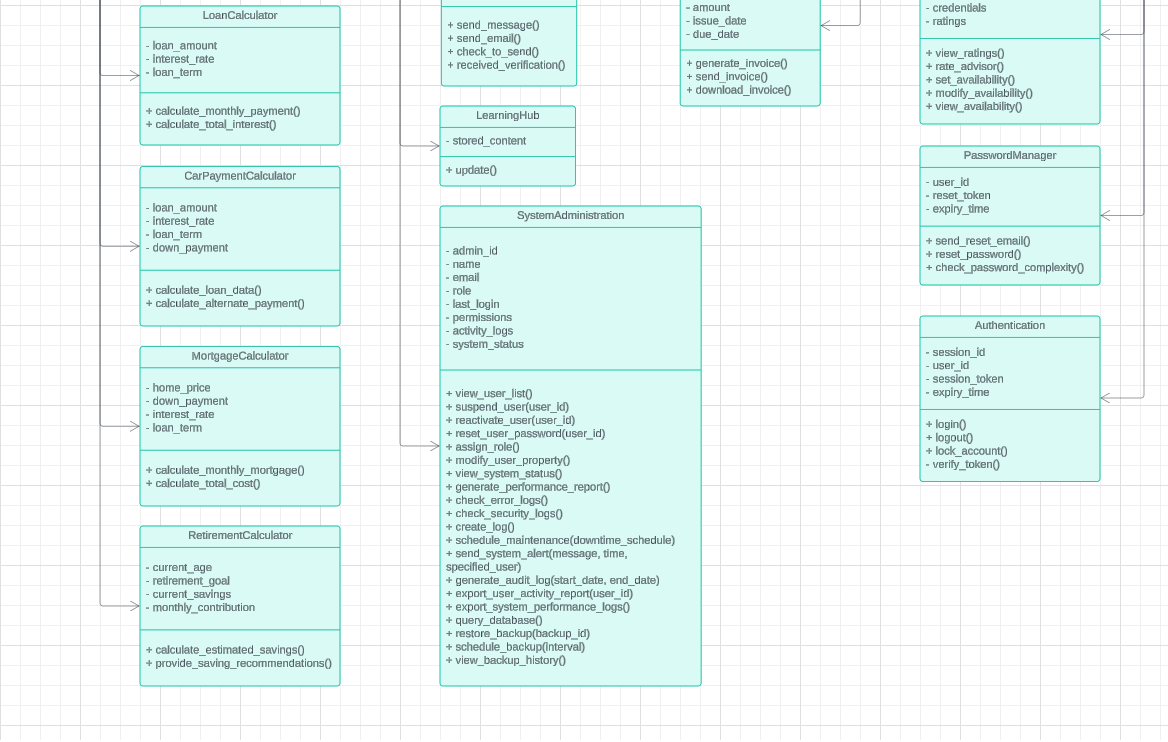 LoanCalculator
- loan_amount
- interest_rate
- loan_term
+ calculate_monthly_payment()
+ calculate_total_interest()
CarPaymentCalculator
- loan_amount
- interest_rate
- loan_term
- down_payment
+ calculate_loan_data()
+ calculate_alternate_payment()
MortgageCalculator
- home_price
- down_payment
- interest_rate
- loan_term
+ calculate_monthly_mortgage()
+ calculate_total_cost()
RetirementCalculator
- current_age
- retirement_goal
- current_savings
- monthly_contribution
+ calculate_estimated_savings()
+ provide_saving_recommendations()
+ send_message()
+ send_email()
+ check_to_send()
+ received_verification()
LearningHub
- stored_content
+ update()
SystemAdministration
- admin_id
- name
- email
- role
- last_login
- permissions
- activity_logs
- system_status
+ view_user_list()
+ suspend_user(user_id)
+ reactivate_user(user_id)
+ reset_user_password(user_id)
+ assign_role()
+ modify_user_property()
+ view_system_status()
+ generate_performance_report()
+ check_error_logs()
+ check_security_logs()
+ create_log()
+ schedule_maintenance(downtime_schedule)
+ send_system_alert(message, time,
specified_user)
+ generate_audit_log(start_date, end_date)
+ export_user_activity_report(user_id)
+ export_system_performance_logs()
+ query_database()
+ restore_backup(backup_id)
+ schedule_backup(interval)
+ view_backup_history()
- amount
- issue_date
- due_date
+ generate_invoice()
+ send_invoice()
+ download_invoice()
- credentials
- ratings
+ view_ratings()
+ rate_advisor()
+ set_availability()
+ modify_availability()
+ view_availability()
PasswordManager
- user_id
- reset_token
- expiry_time
+ send_reset_email()
+ reset_password()
+ check_password_complexity()
Authentication
- session_id
- user_id
- session_token
- expiry_time
+ login()
+ logout()
+ lock_account()
- verify_token()